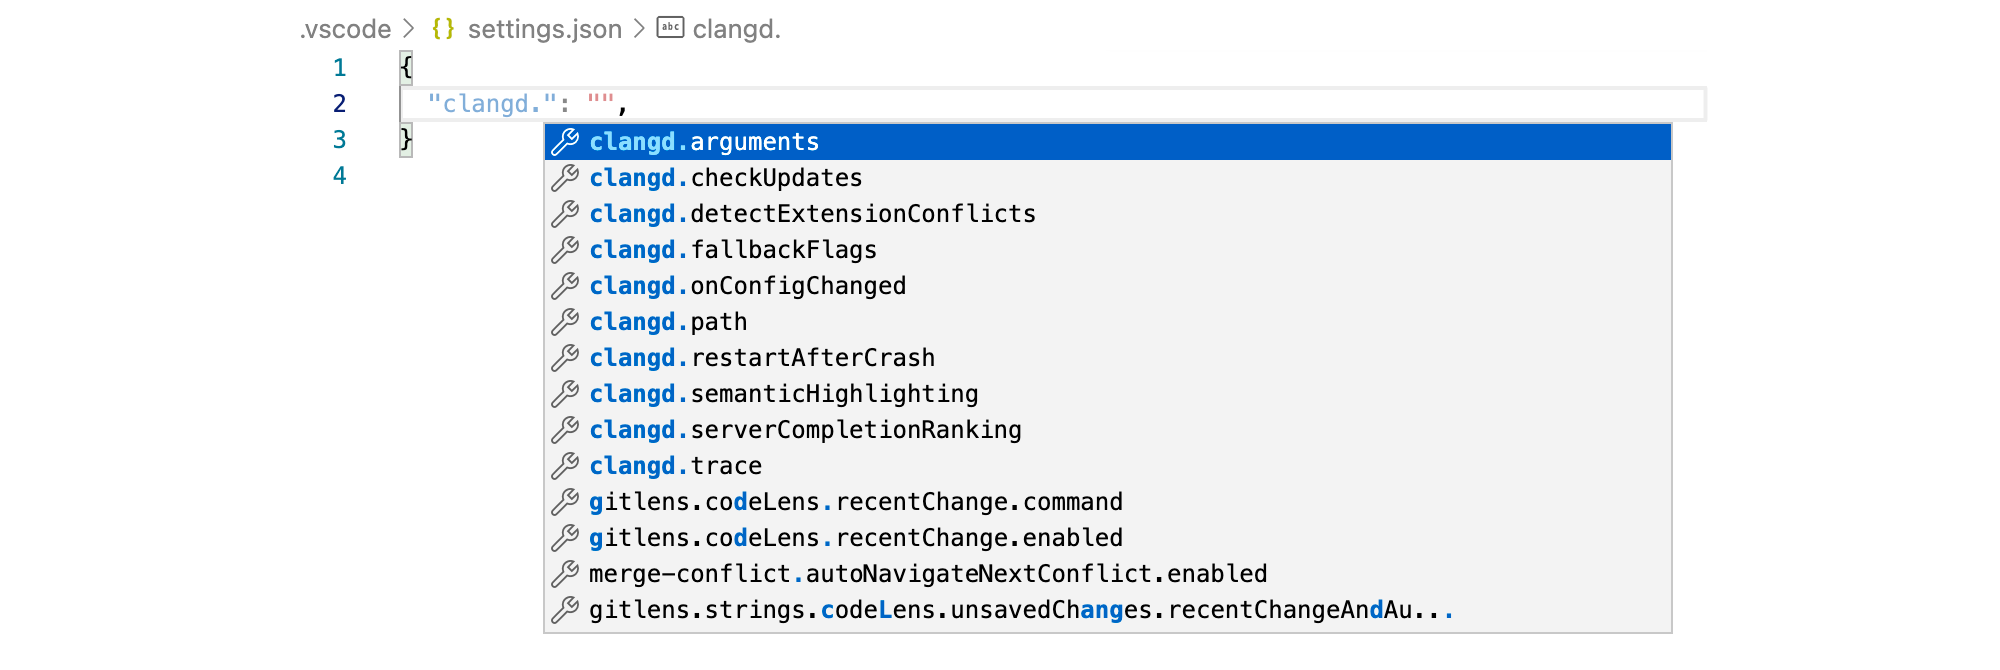 .vscode > {} settings.json > abc clangd.
1 {
2 "clangd.": "",
3 }
4
clangd.arguments
clangd.checkUpdates
clangd.detectExtensionConflicts
clangd.fallbackFlags
clangd.onConfigChanged
clangd.path
clangd.restartAfterCrash
clangd.semanticHighlighting
clangd.serverCompletionRanking
clangd.trace
gitlens.codeLens.recentChange.command
gitlens.codeLens.recentChange.enabled
merge-conflict.autoNavigateNextConflict.enabled
gitlens.strings.codeLens.unsavedChanges.recentChangeAndAu...